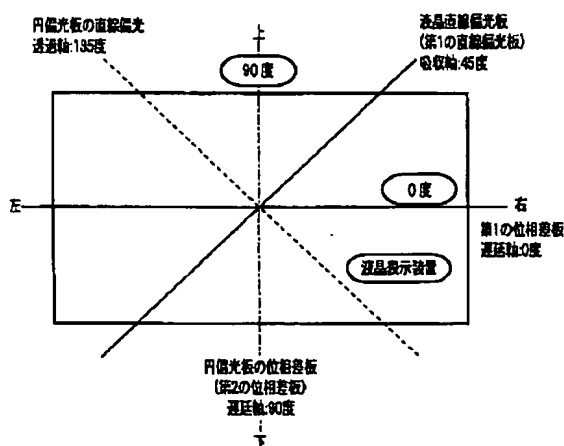 円偏光板の直線偏光
透過軸:135度
上
90度
液晶直線偏光板
(第1の直線偏光板)
吸収軸:45度
左
0度
右
第1の位相差板
遅延軸:0度
液晶表示装置
円偏光板の位相差板
(第2の位相差板)
遅延軸:90度
下